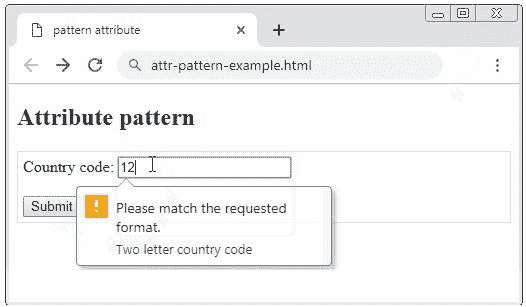 pattern attribute
attr-pattern-example.html
Attribute pattern
Country code: 12
Submit
Please match the requested
format.
Two letter country code